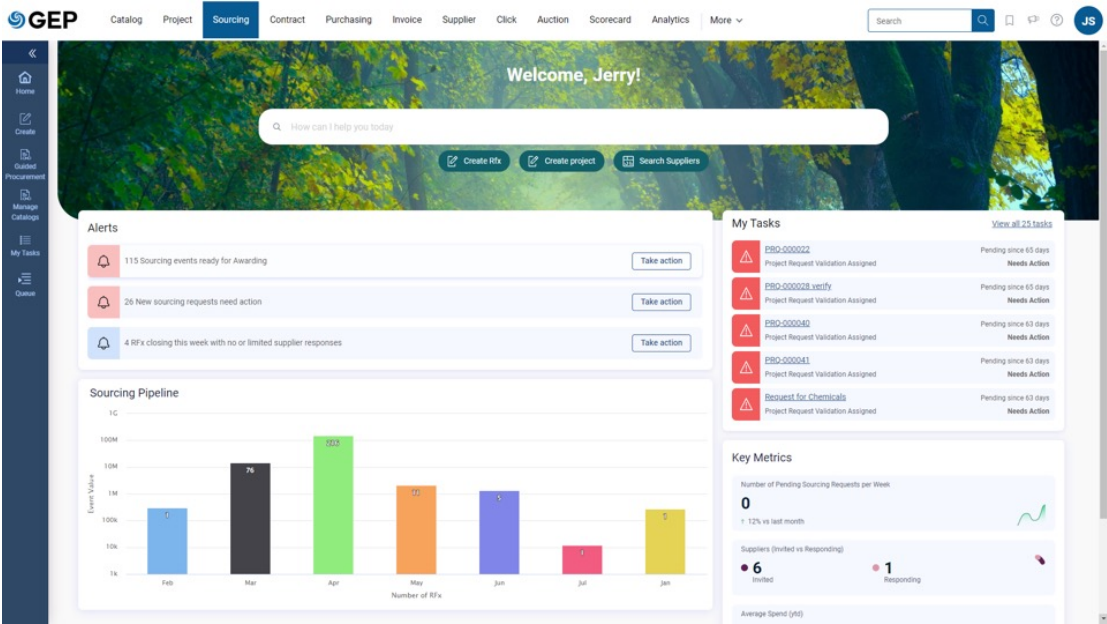 GEP
Catalog Project Sourcing Contract Purchasing Invoice Supplier Click Auction Scorecard Analytics More
Search
JS
Home
Create
Guided
Procurement
Manage
Catalogs
My Tasks
Queue
Welcome, Jerry!
How can I help you today
Create Rfx Create project Search Suppliers
Alerts
115 Sourcing events ready for Awarding Take action
26 New sourcing requests need action Take action
4 RFx closing this week with no or limited supplier responses Take action
Sourcing Pipeline
1G
100M
10M
1M
100k
10k
1k
Event Value
76
5
1
Feb Mar Apr May Jun Jul Jan
Number of RFx
My Tasks View all 25 tasks
PRQ-000022 Pending since 65 days
Project Request Validation Assigned Needs Action
PRQ-000028 verify Pending since 65 days
Project Request Validation Assigned Needs Action
PRQ-000040 Pending since 63 days
Project Request Validation Assigned Needs Action
PRQ-000041 Pending since 63 days
Project Request Validation Assigned Needs Action
Request for Chemicals Pending since 63 days
Project Request Validation Assigned Needs Action
Key Metrics
Number of Pending Sourcing Requests per Week
0
↑ 12% vs last month
Suppliers (Invited vs Responding)
6 1
Invited Responding
Average Spend (ytd)